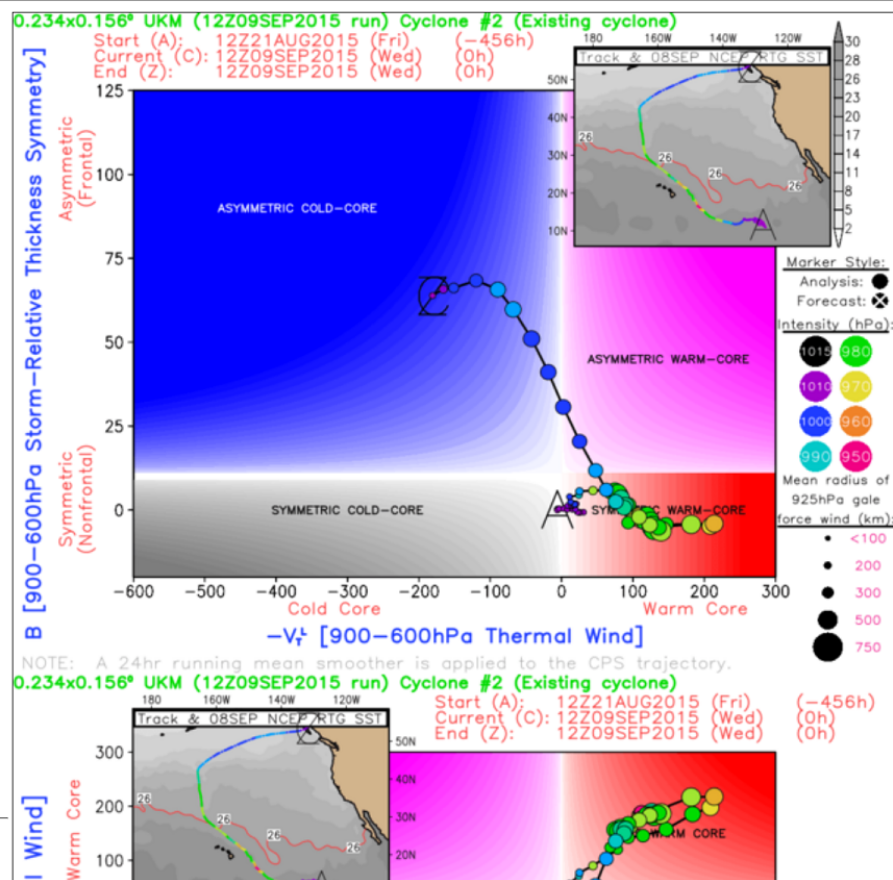 0.234x0.156° UKM (12Z09SEP2015 run) Cyclone #2 (Existing cyclone)
Start (A): 12Z21AUG2015 (Fri) (−456h)
Current (C): 12Z09SEP2015 (Wed) (0h)
End (Z): 12Z09SEP2015 (Wed) (0h)
180 160W 140W 120W
Track & 08SEP NCEP/RTG SST
50N
40N
30N
20N
10N
26
26
26
26
A
30
28
26
23
20
17
14
11
8
5
2
B [900−600hPa Storm−Relative Thickness Symmetry]
Asymmetric
(Frontal)
Symmetric
(Nonfrontal)
125
100
75
50
25
0
ASYMMETRIC COLD−CORE
ASYMMETRIC WARM−CORE
SYMMETRIC COLD−CORE
SYMMETRIC WARM−CORE
C
A
−600 −500 −400 −300 −200 −100 0 100 200 300
Cold Core Warm Core
−VTL [900−600hPa Thermal Wind]
Marker Style:
Analysis:
Forecast:
Intensity (hPa):
1015 980
1010 970
1000 960
990 950
Mean radius of
925hPa gale
force wind (km):
<100
200
300
500
750
NOTE: A 24hr running mean smoother is applied to the CPS trajectory.
0.234x0.156° UKM (12Z09SEP2015 run) Cyclone #2 (Existing cyclone)
Start (A): 12Z21AUG2015 (Fri) (−456h)
Current (C): 12Z09SEP2015 (Wed) (0h)
End (Z): 12Z09SEP2015 (Wed) (0h)
180 160W 140W 120W
Track & 08SEP NCEP/RTG SST
50N
40N
30N
20N
26
26
26
26
l Wind]
Warm Core
300
200
100
WARM CORE